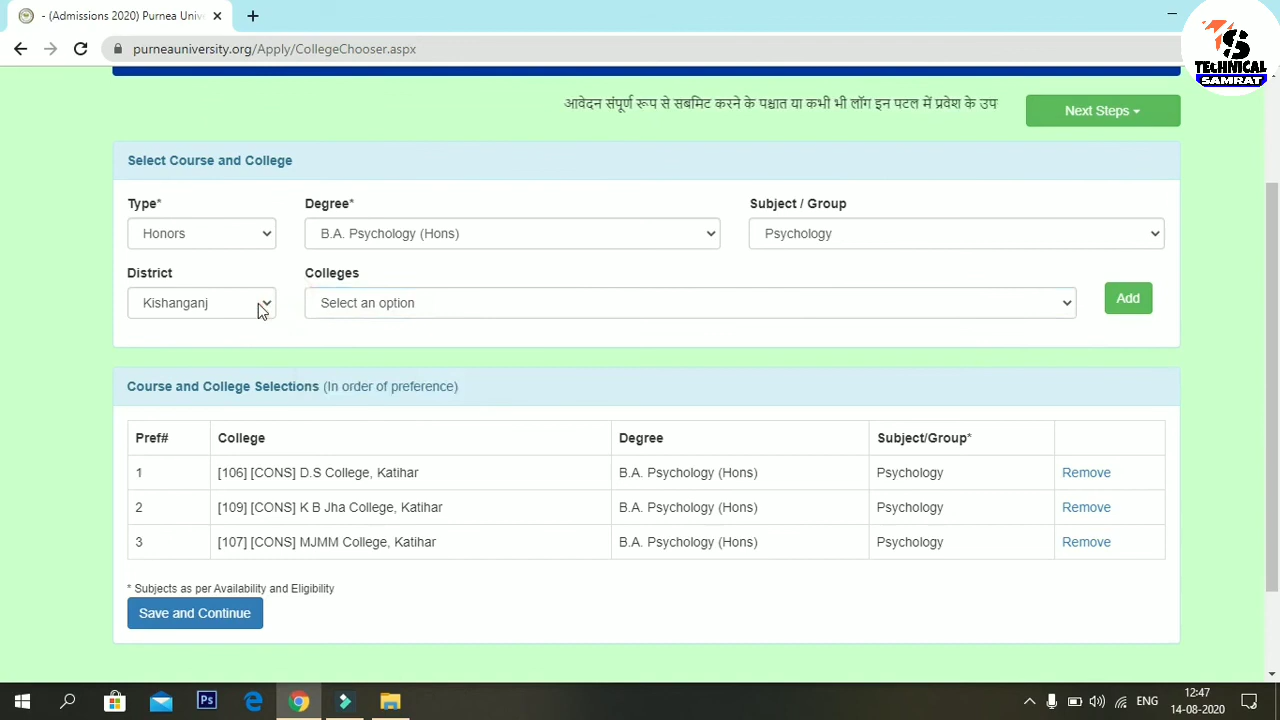 - (Admissions 2020) Purnea Univ
purneauniversity.org/Apply/CollegeChooser.aspx
TECHNICAL
SAMRAT
आवेदन संपूर्ण रूप से सबमिट करने के पश्चात या कभी भी लॉग इन पटल में प्रवेश के उप
Next Steps
Select Course and College
Type* Degree* Subject / Group
Honors B.A. Psychology (Hons) Psychology
District Colleges
Kishanganj Select an option Add
Course and College Selections (In order of preference)
Pref# College Degree Subject/Group*
1 [106] [CONS] D.S College, Katihar B.A. Psychology (Hons) Psychology Remove
2 [109] [CONS] K B Jha College, Katihar B.A. Psychology (Hons) Psychology Remove
3 [107] [CONS] MJMM College, Katihar B.A. Psychology (Hons) Psychology Remove
* Subjects as per Availability and Eligibility
Save and Continue
Ps ENG 12:47
14-08-2020